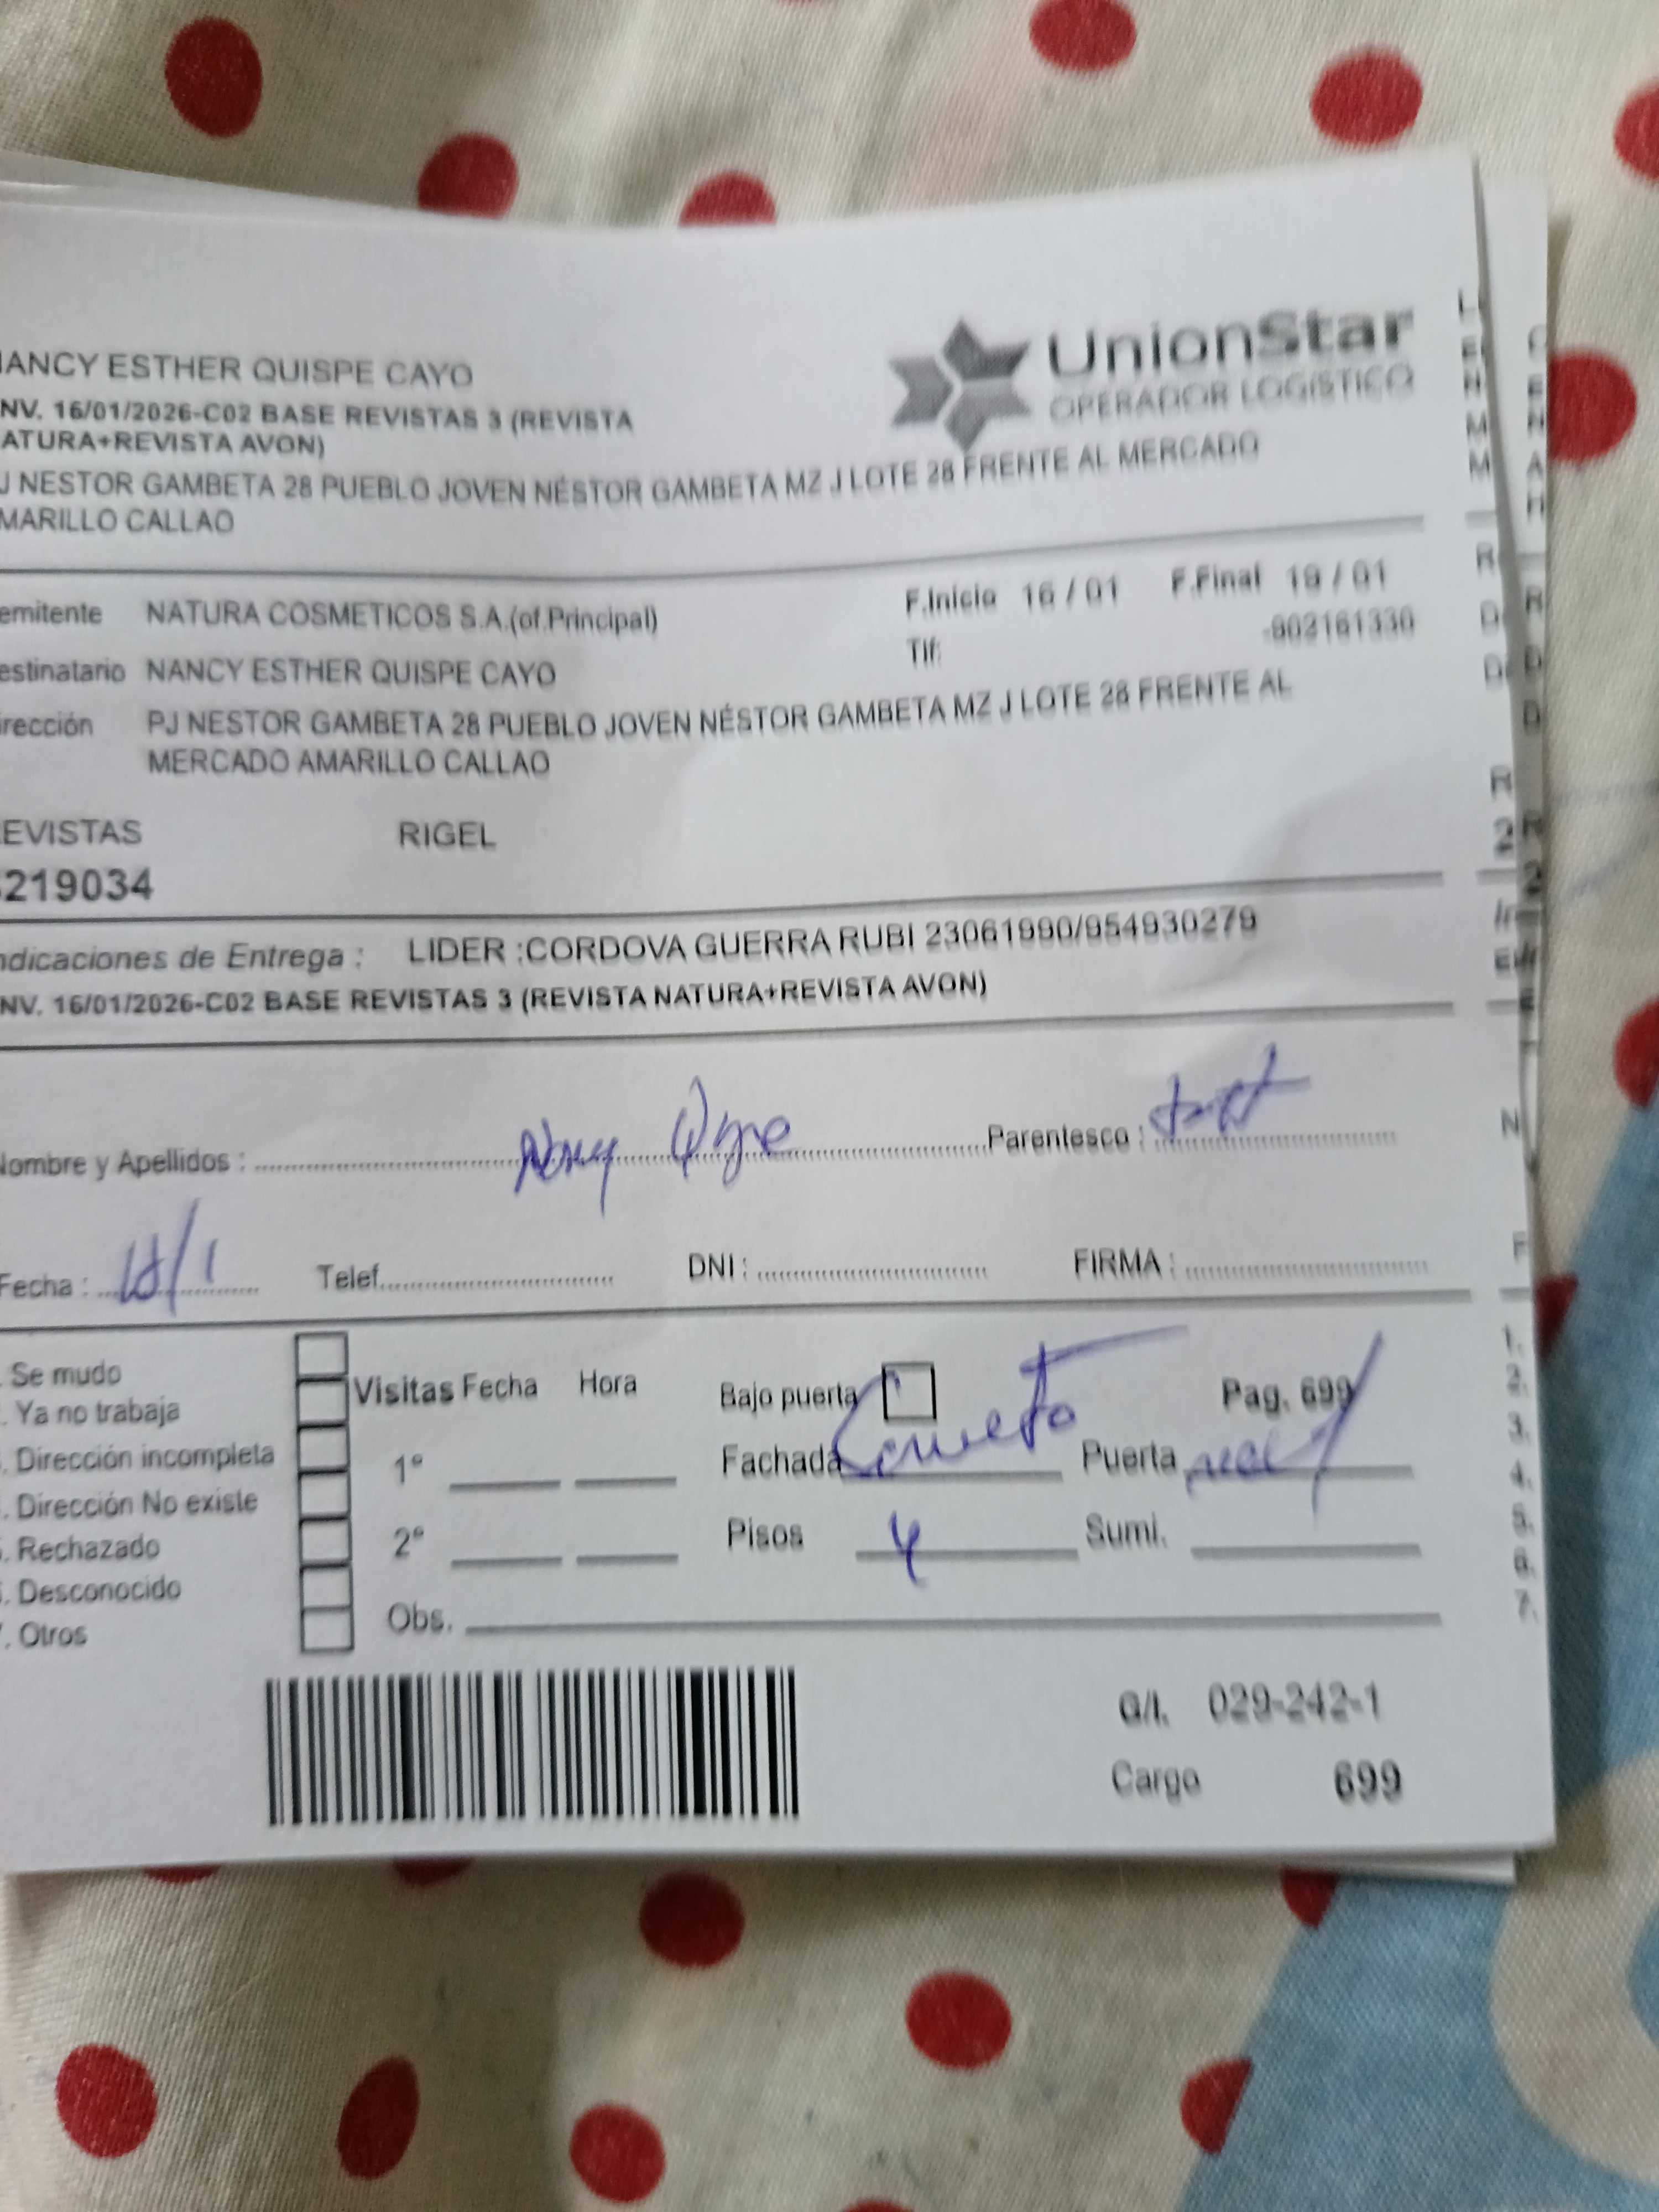 ANCY ESTHER QUISPE CAYO
UnionStar
OPERADOR LOGISTICO
NV. 16/01/2026-C02 BASE REVISTAS 3 (REVISTA
ATURA+REVISTA AVON)
J NESTOR GAMBETA 28 PUEBLO JOVEN NÉSTOR GAMBETA MZ J LOTE 28 FRENTE AL MERCADO
MARILLO CALLAO
emitente NATURA COSMETICOS S.A.(of.Principal) F.Inicio 16 / 01 F.Final 19 / 01
Tlf: -902161330
estinatario NANCY ESTHER QUISPE CAYO
irección PJ NESTOR GAMBETA 28 PUEBLO JOVEN NÉSTOR GAMBETA MZ J LOTE 28 FRENTE AL
MERCADO AMARILLO CALLAO
EVISTAS RIGEL
219034
ndicaciones de Entrega : LIDER :CORDOVA GUERRA RUBI 23061990/954930279
NV. 16/01/2026-C02 BASE REVISTAS 3 (REVISTA NATURA+REVISTA AVON)
Nombre y Apellidos : Nancy Parentesco :
Fecha : Telef. DNI : FIRMA :
. Se mudo
. Ya no trabaja
. Dirección incompleta
. Dirección No existe
. Rechazado
. Desconocido
. Otros
Visitas Fecha Hora
1°
2°
Obs.
Bajo puerta Pag. 699
Fachada Puerta
Pisos 4 Sumi.
G/I. 029-242-1
Cargo 699